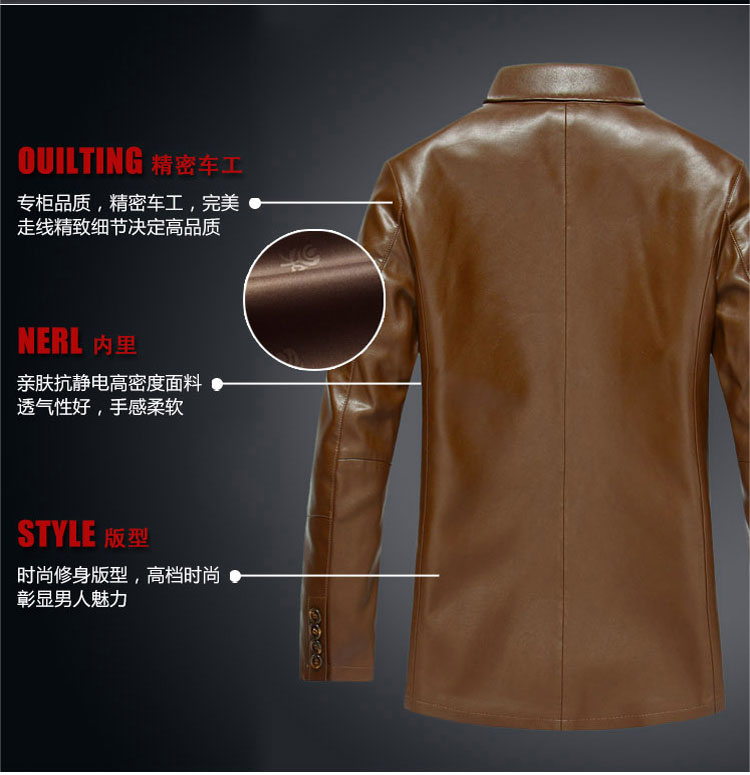 OUILTING 精密车工
专柜品质，精密车工，完美
走线精致细节决定高品质
NERL 内里
亲肤抗静电高密度面料
透气性好，手感柔软
STYLE 版型
时尚修身版型，高档时尚
彰显男人魅力